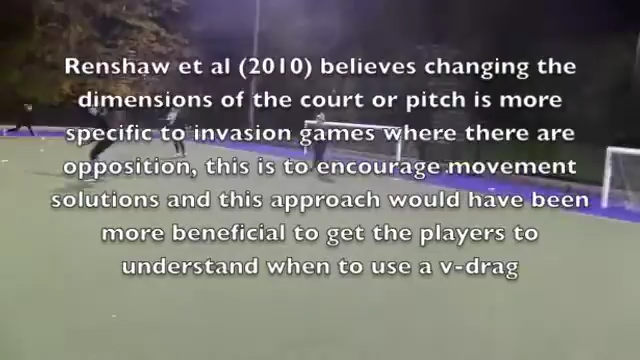 Renshaw et al (2010) believes changing the
dimensions of the court or pitch is more
specific to invasion games where there are
opposition, this is to encourage movement
solutions and this approach would have been
more beneficial to get the players to
understand when to use a v-drag